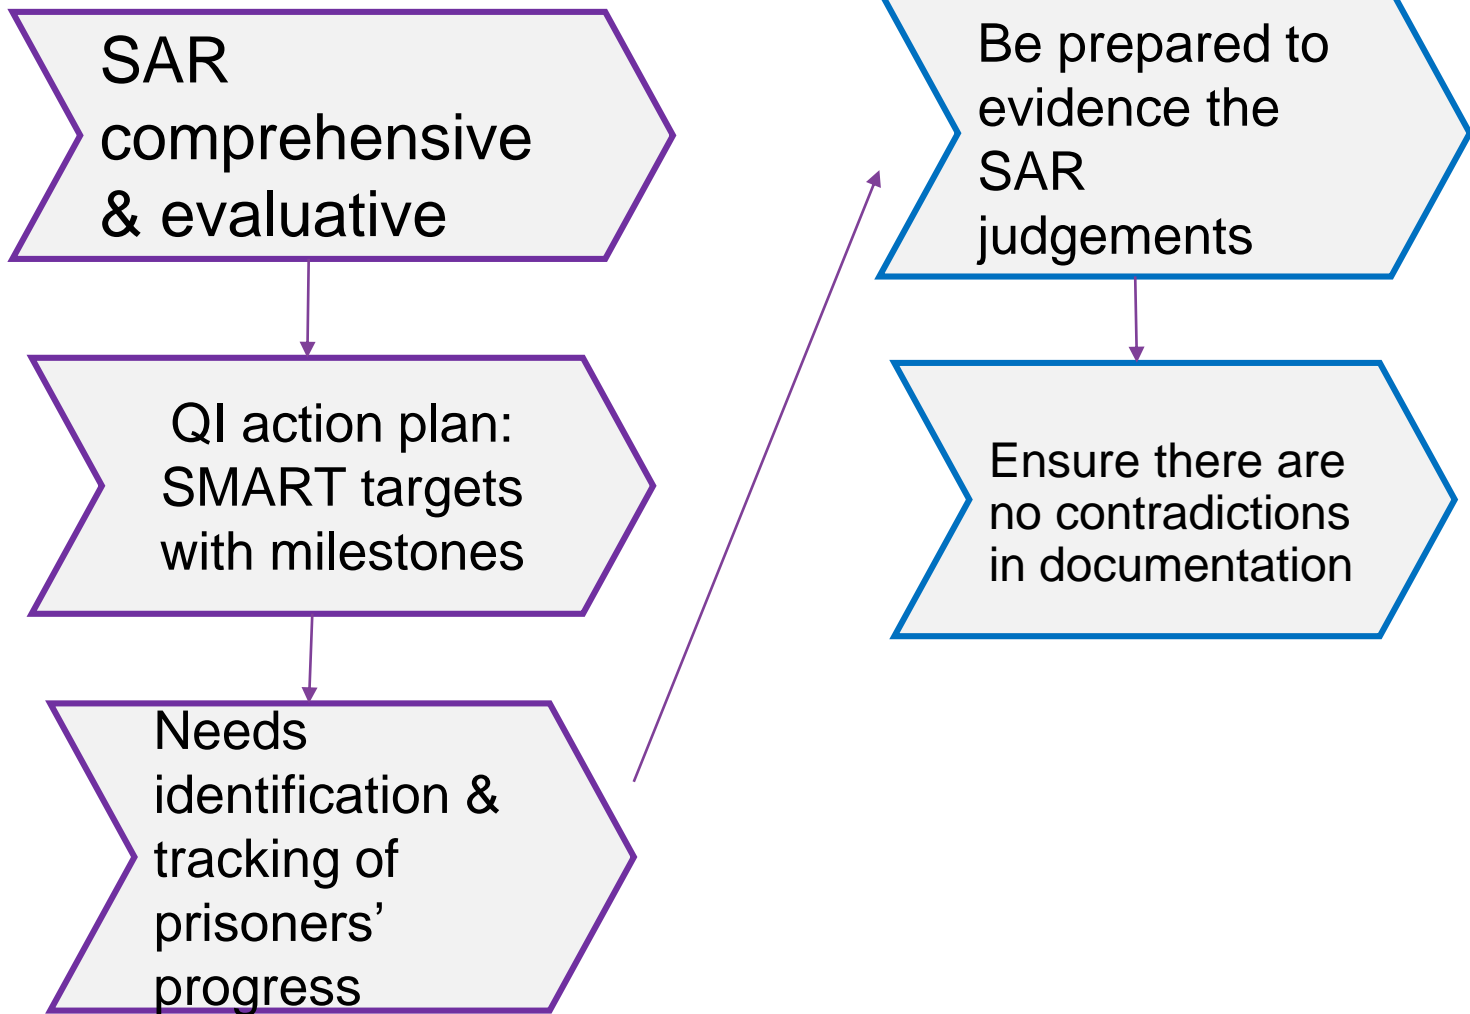 SAR
comprehensive
& evaluative
QI action plan:
SMART targets
with milestones
Needs
identification &
tracking of
prisoners’
progress
Be prepared to
evidence the
SAR
judgements
Ensure there are
no contradictions
in documentation